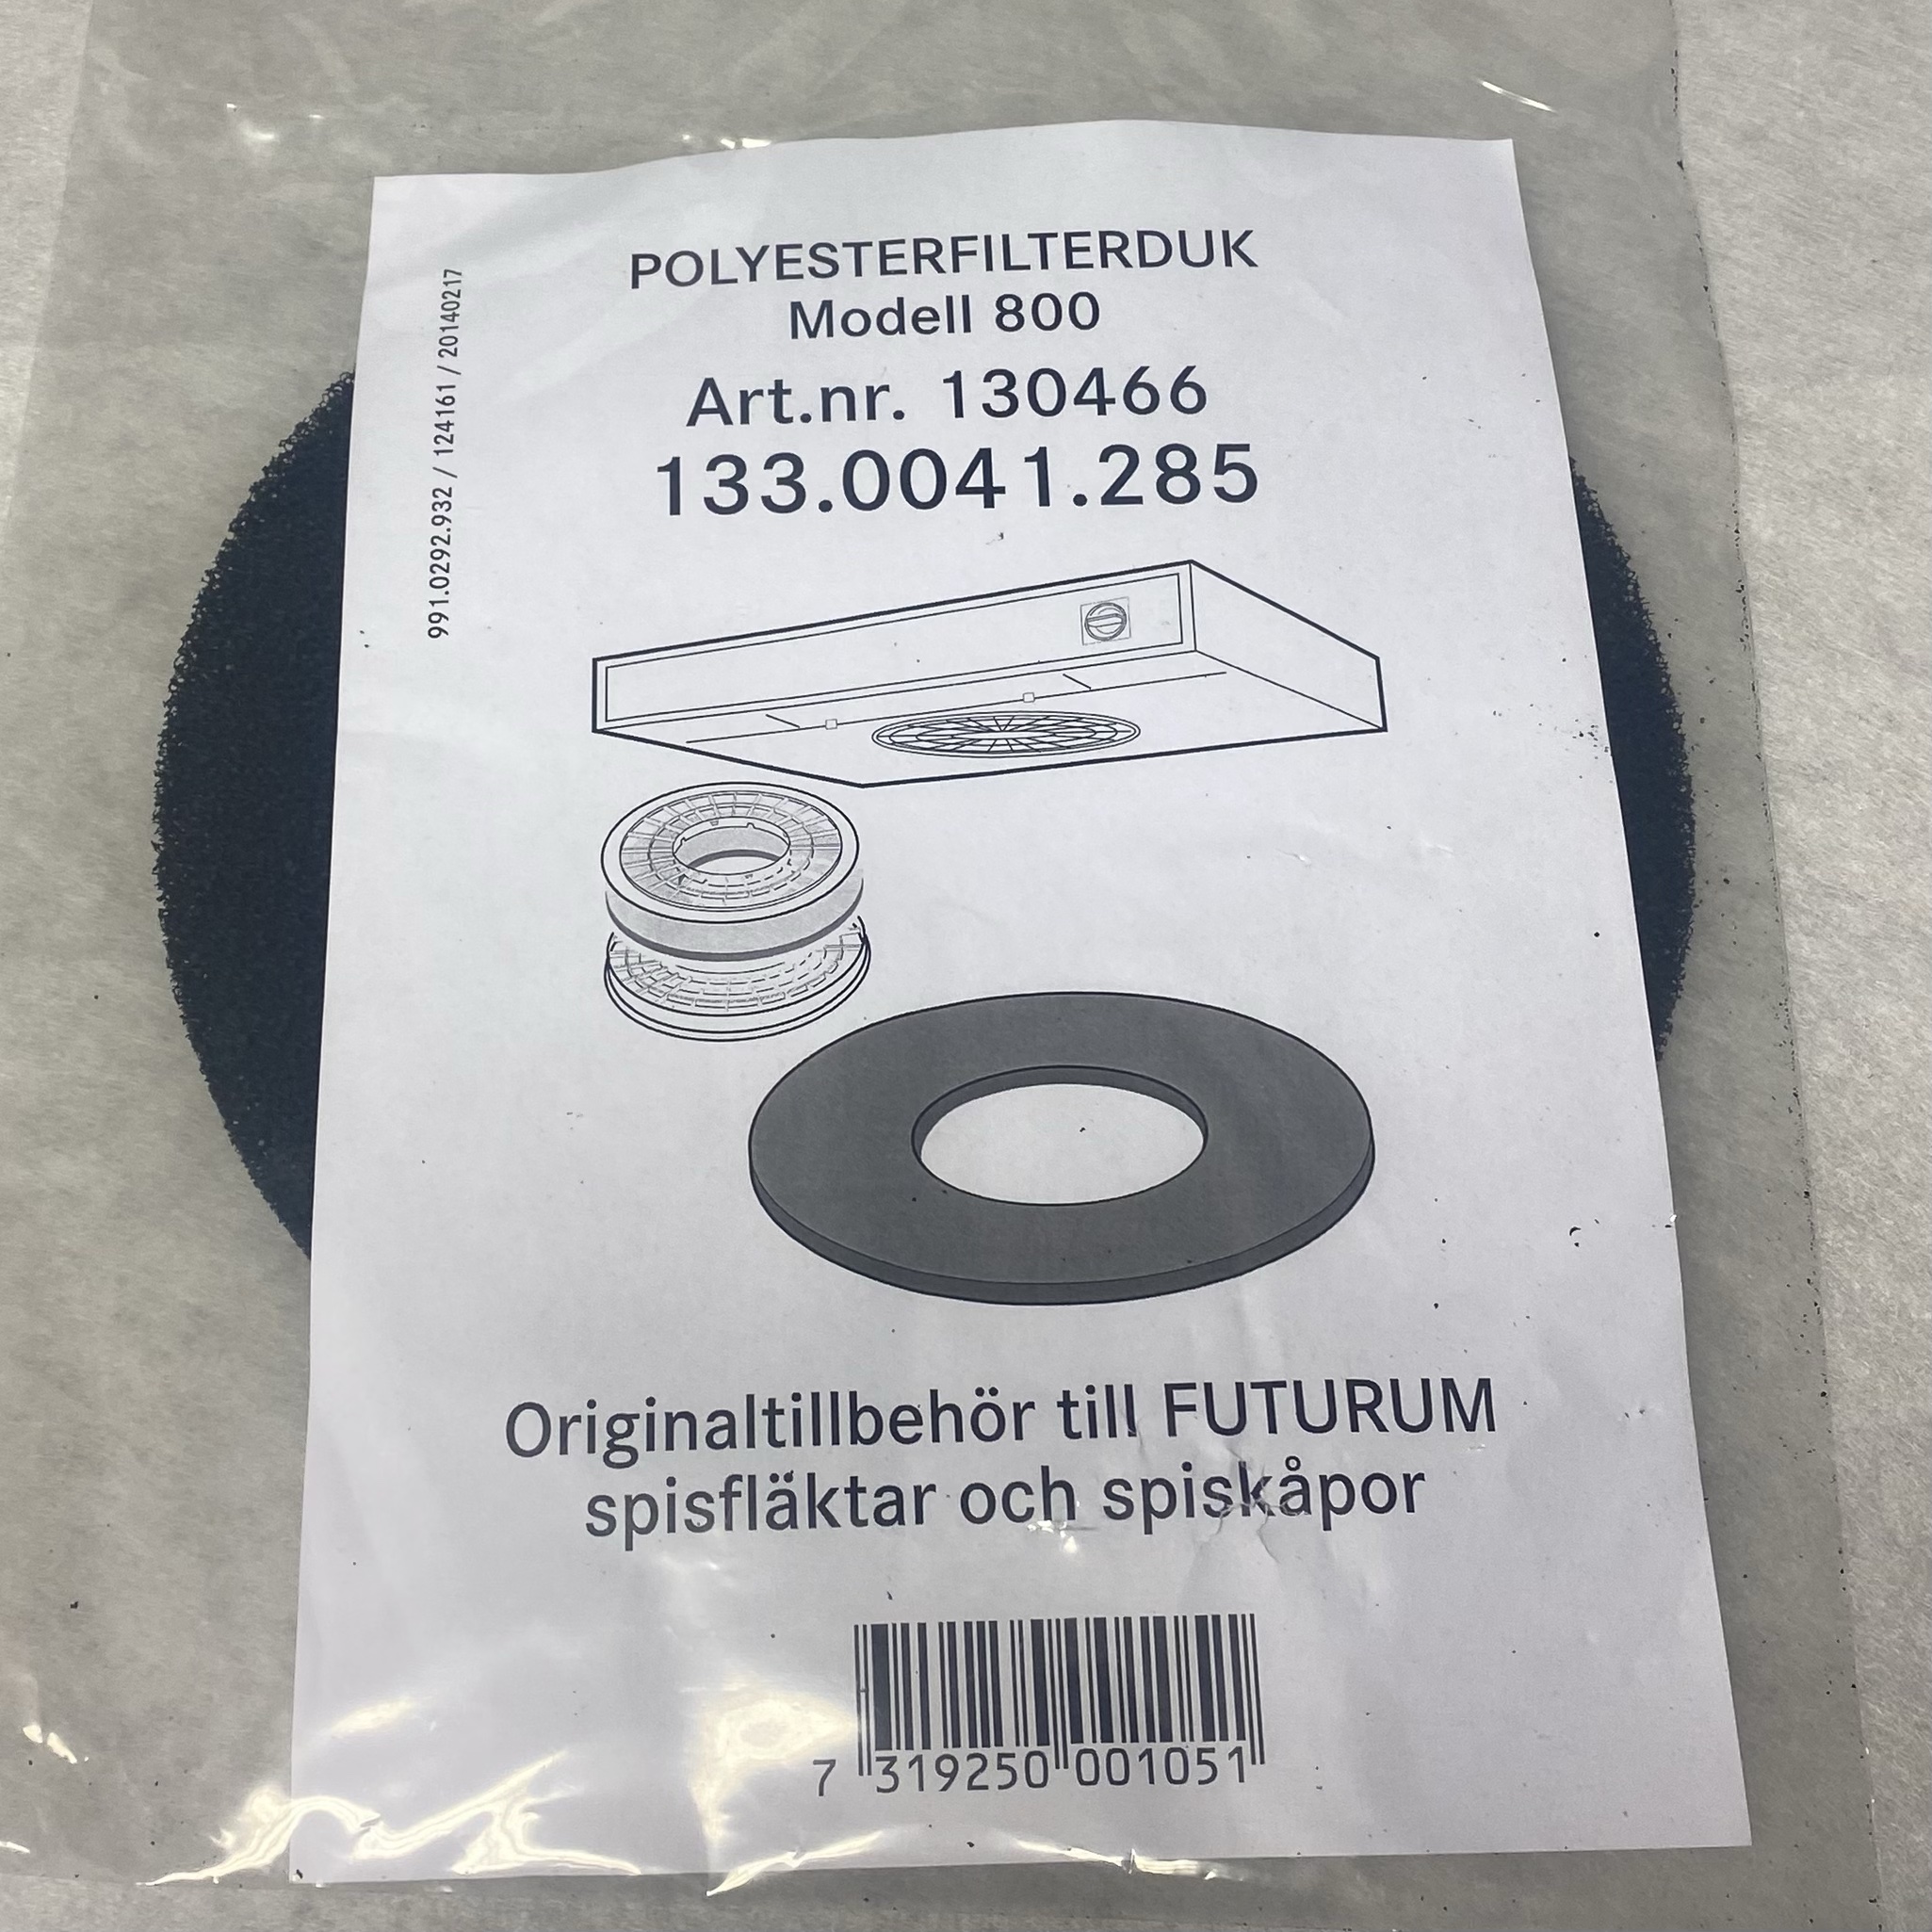 POLYESTERFILTERDUK
Modell 800
Art.nr. 130466
133.0041.285
991.0292.932 / 124161 / 20140217
Originaltillbehör till FUTURUM
spisfläktar och spiskåpor
7 319250 001051